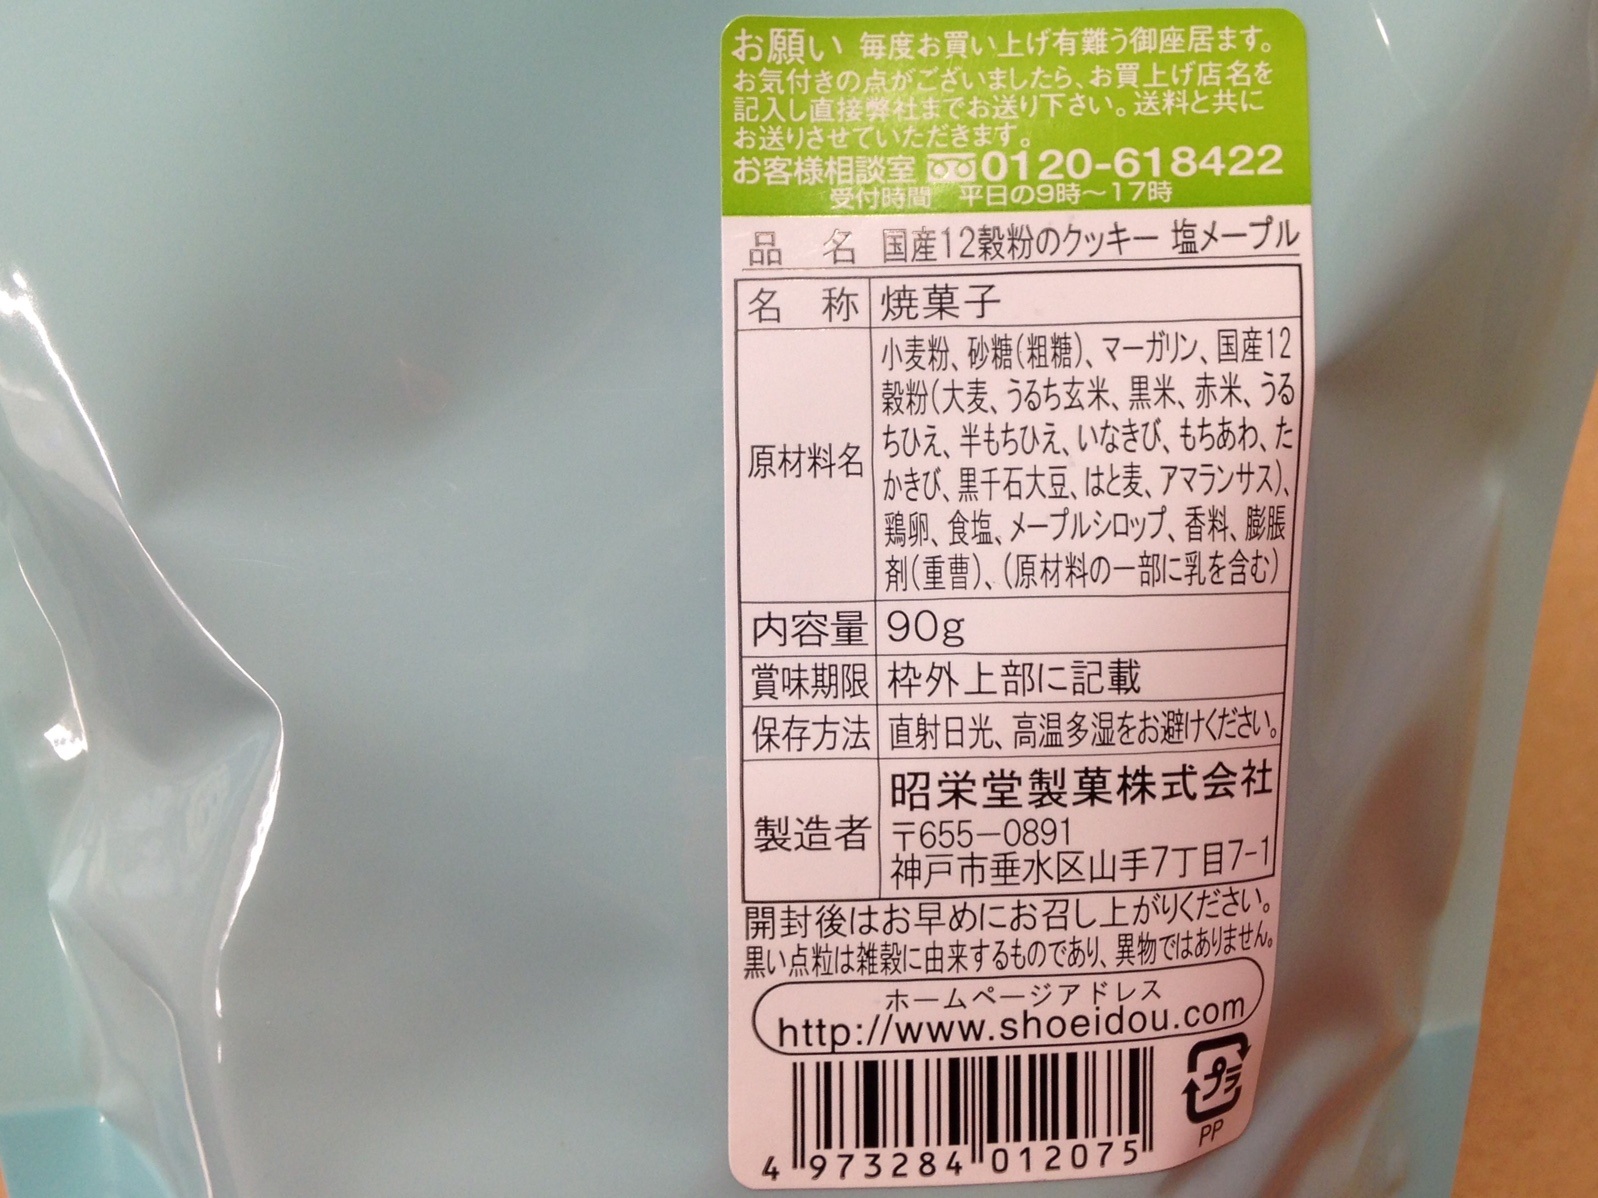 お願い 毎度お買い上げ有難う御座居ます。
お気付きの点がございましたら、お買上げ店名を
記入し直接弊社までお送り下さい。送料と共に
お送りさせていただきます。
お客様相談室 0120-618422
受付時間 平日の9時～17時
品 名 国産12穀粉のクッキー 塩メープル
名 称 焼菓子
原材料名 小麦粉、砂糖(粗糖)、マーガリン、国産12
穀粉(大麦、うるち玄米、黒米、赤米、うる
ちひえ、半もちひえ、いなきび、もちあわ、た
かきび、黒千石大豆、はと麦、アマランサス)、
鶏卵、食塩、メープルシロップ、香料、膨脹
剤(重曹)、(原材料の一部に乳を含む)
内容量 90g
賞味期限 枠外上部に記載
保存方法 直射日光、高温多湿をお避けください。
製造者 昭栄堂製菓株式会社
〒655-0891
神戸市垂水区山手7丁目7-1
開封後はお早めにお召し上がりください。
黒い点粒は雑穀に由来するものであり、異物ではありません。
ホームページアドレス
http://www.shoeidou.com
プラ
PP
4 973284 012075